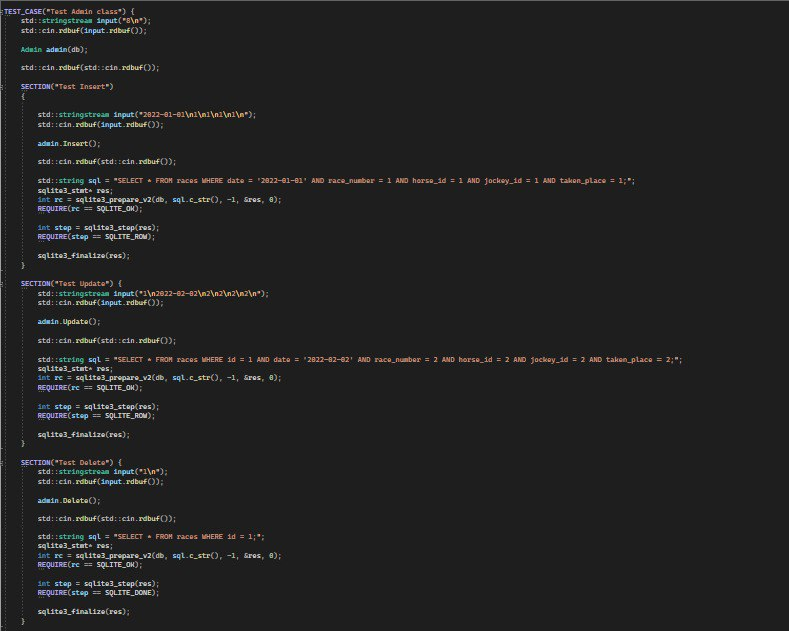 TEST_CASE("Test Admin class") {
std::stringstream input("8\n");
std::cin.rdbuf(input.rdbuf());
Admin admin(db);
std::cin.rdbuf(std::cin.rdbuf());
SECTION("Test Insert")
{
std::stringstream input("2022-01-01\n1\n1\n1\n1\n");
std::cin.rdbuf(input.rdbuf());
admin.Insert();
std::cin.rdbuf(std::cin.rdbuf());
std::string sql = "SELECT * FROM races WHERE date = '2022-01-01' AND race_number = 1 AND horse_id = 1 AND jockey_id = 1 AND taken_place = 1;";
sqlite3_stmt* res;
int rc = sqlite3_prepare_v2(db, sql.c_str(), -1, &res, 0);
REQUIRE(rc == SQLITE_OK);
int step = sqlite3_step(res);
REQUIRE(step == SQLITE_ROW);
sqlite3_finalize(res);
}
SECTION("Test Update") {
std::stringstream input("1\n2022-02-02\n2\n2\n2\n2\n");
std::cin.rdbuf(input.rdbuf());
admin.Update();
std::cin.rdbuf(std::cin.rdbuf());
std::string sql = "SELECT * FROM races WHERE id = 1 AND date = '2022-02-02' AND race_number = 2 AND horse_id = 2 AND jockey_id = 2 AND taken_place = 2;";
sqlite3_stmt* res;
int rc = sqlite3_prepare_v2(db, sql.c_str(), -1, &res, 0);
REQUIRE(rc == SQLITE_OK);
int step = sqlite3_step(res);
REQUIRE(step == SQLITE_ROW);
sqlite3_finalize(res);
}
SECTION("Test Delete") {
std::stringstream input("1\n");
std::cin.rdbuf(input.rdbuf());
admin.Delete();
std::cin.rdbuf(std::cin.rdbuf());
std::string sql = "SELECT * FROM races WHERE id = 1;";
sqlite3_stmt* res;
int rc = sqlite3_prepare_v2(db, sql.c_str(), -1, &res, 0);
REQUIRE(rc == SQLITE_OK);
int step = sqlite3_step(res);
REQUIRE(step == SQLITE_DONE);
sqlite3_finalize(res);
}